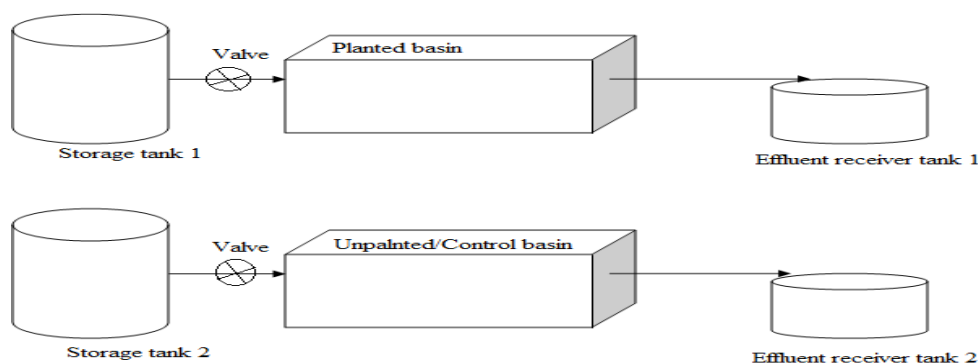 Valve
Planted basin
Storage tank 1
Effluent receiver tank 1
Valve
Unpalnted/Control basin
Storage tank 2
Effluent receiver tank 2